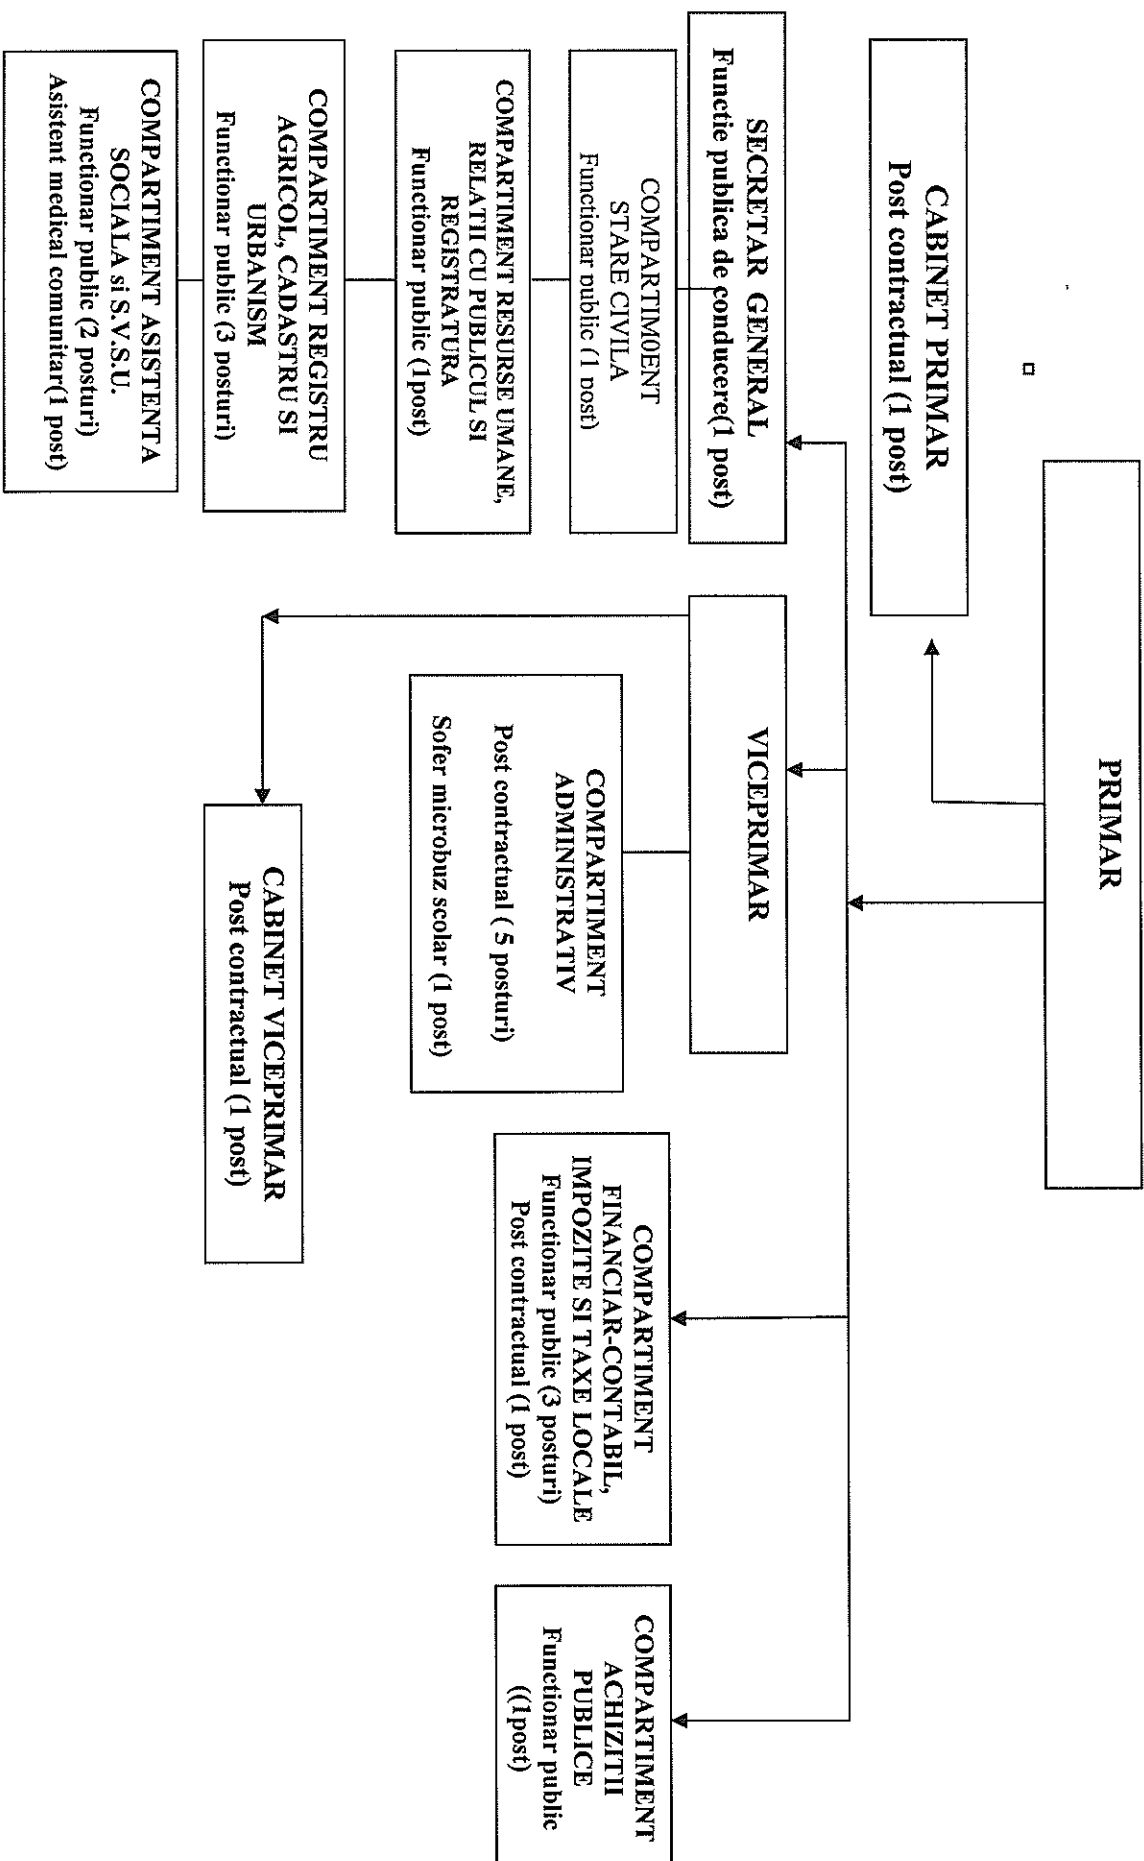 PRIMAR
CABINET PRIMAR
Post contractual (1 post)
SECRETAR GENERAL
Functie publica de conducere(1 post)
COMPARTIM0ENT
STARE CIVILA
Functionar public (1 post)
COMPARTIMENT RESURSE UMANE,
RELATII CU PUBLICUL SI
REGISTRATURA
Functionar public (1post)
COMPARTIMENT REGISTRU
AGRICOL, CADASTRU SI
URBANISM
Functionar public (3 posturi)
COMPARTIMENT ASISTENTA
SOCIALA si S.V.S.U.
Functionar public (2 posturi)
Asistent medical comunitar(1 post)
VICEPRIMAR
COMPARTIMENT
ADMINISTRATIV
Post contractual ( 5 posturi)
Sofer microbuz scolar (1 post)
CABINET VICEPRIMAR
Post contractual (1 post)
COMPARTIMENT
FINANCIAR-CONTABIL,
IMPOZITE SI TAXE LOCALE
Functionar public (3 posturi)
Post contractual (1 post)
COMPARTIMENT
ACHIZITII
PUBLICE
Functionar public
((1post)